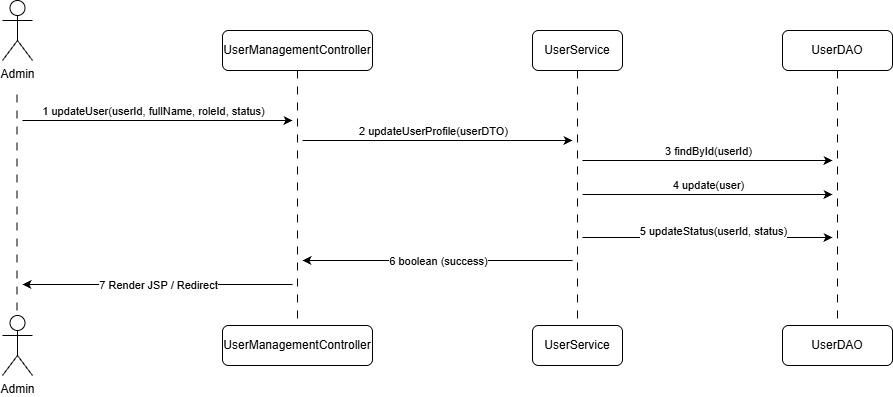 Admin
UserManagementController
UserService
UserDAO
1 updateUser(userId, fullName, roleId, status)
2 updateUserProfile(userDTO)
3 findById(userId)
4 update(user)
5 updateStatus(userId, status)
6 boolean (success)
7 Render JSP / Redirect
Admin
UserManagementController
UserService
UserDAO